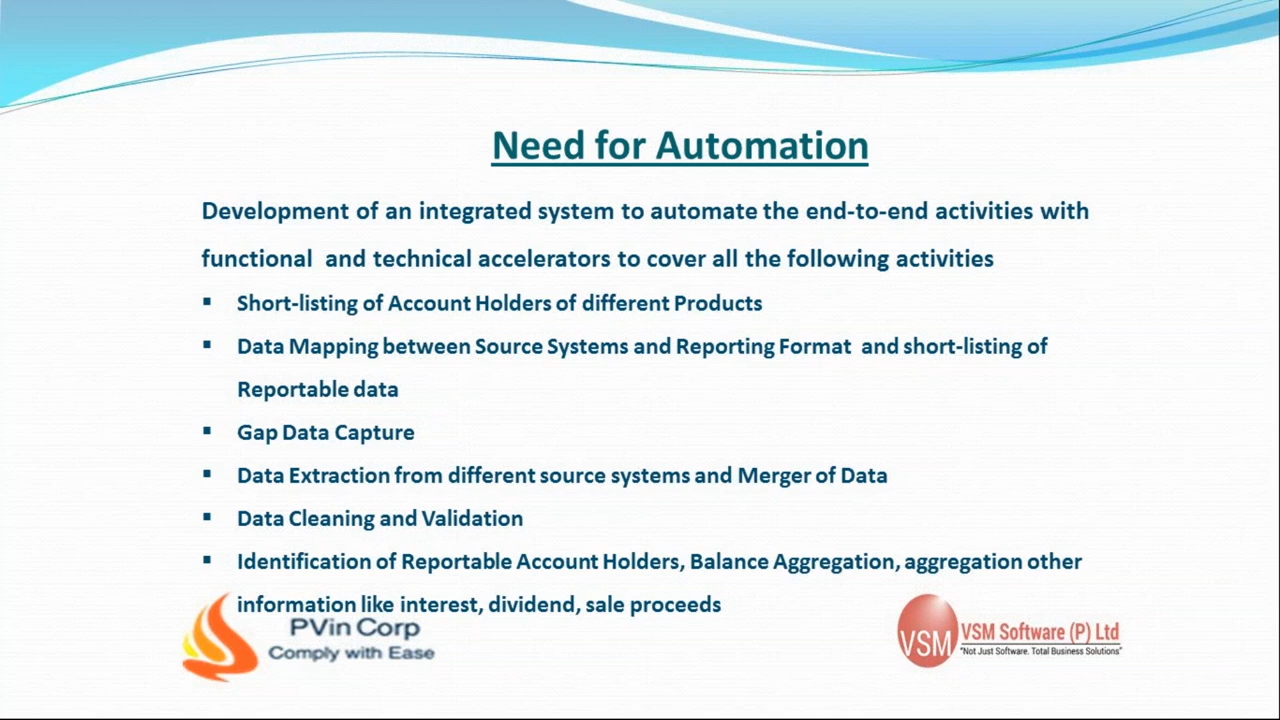 Need for Automation
Development of an integrated system to automate the end-to-end activities with
functional and technical accelerators to cover all the following activities
▪ Short-listing of Account Holders of different Products
▪ Data Mapping between Source Systems and Reporting Format and short-listing of
Reportable data
▪ Gap Data Capture
▪ Data Extraction from different source systems and Merger of Data
▪ Data Cleaning and Validation
▪ Identification of Reportable Account Holders, Balance Aggregation, aggregation other
information like interest, dividend, sale proceeds
PVin Corp
Comply with Ease
VSM
VSM Software (P) Ltd
"Not Just Software. Total Business Solutions"